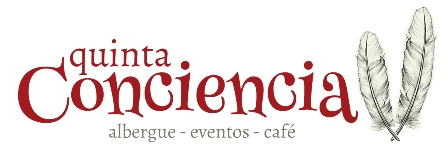 quinta
Conciencia
albergue - eventos - café